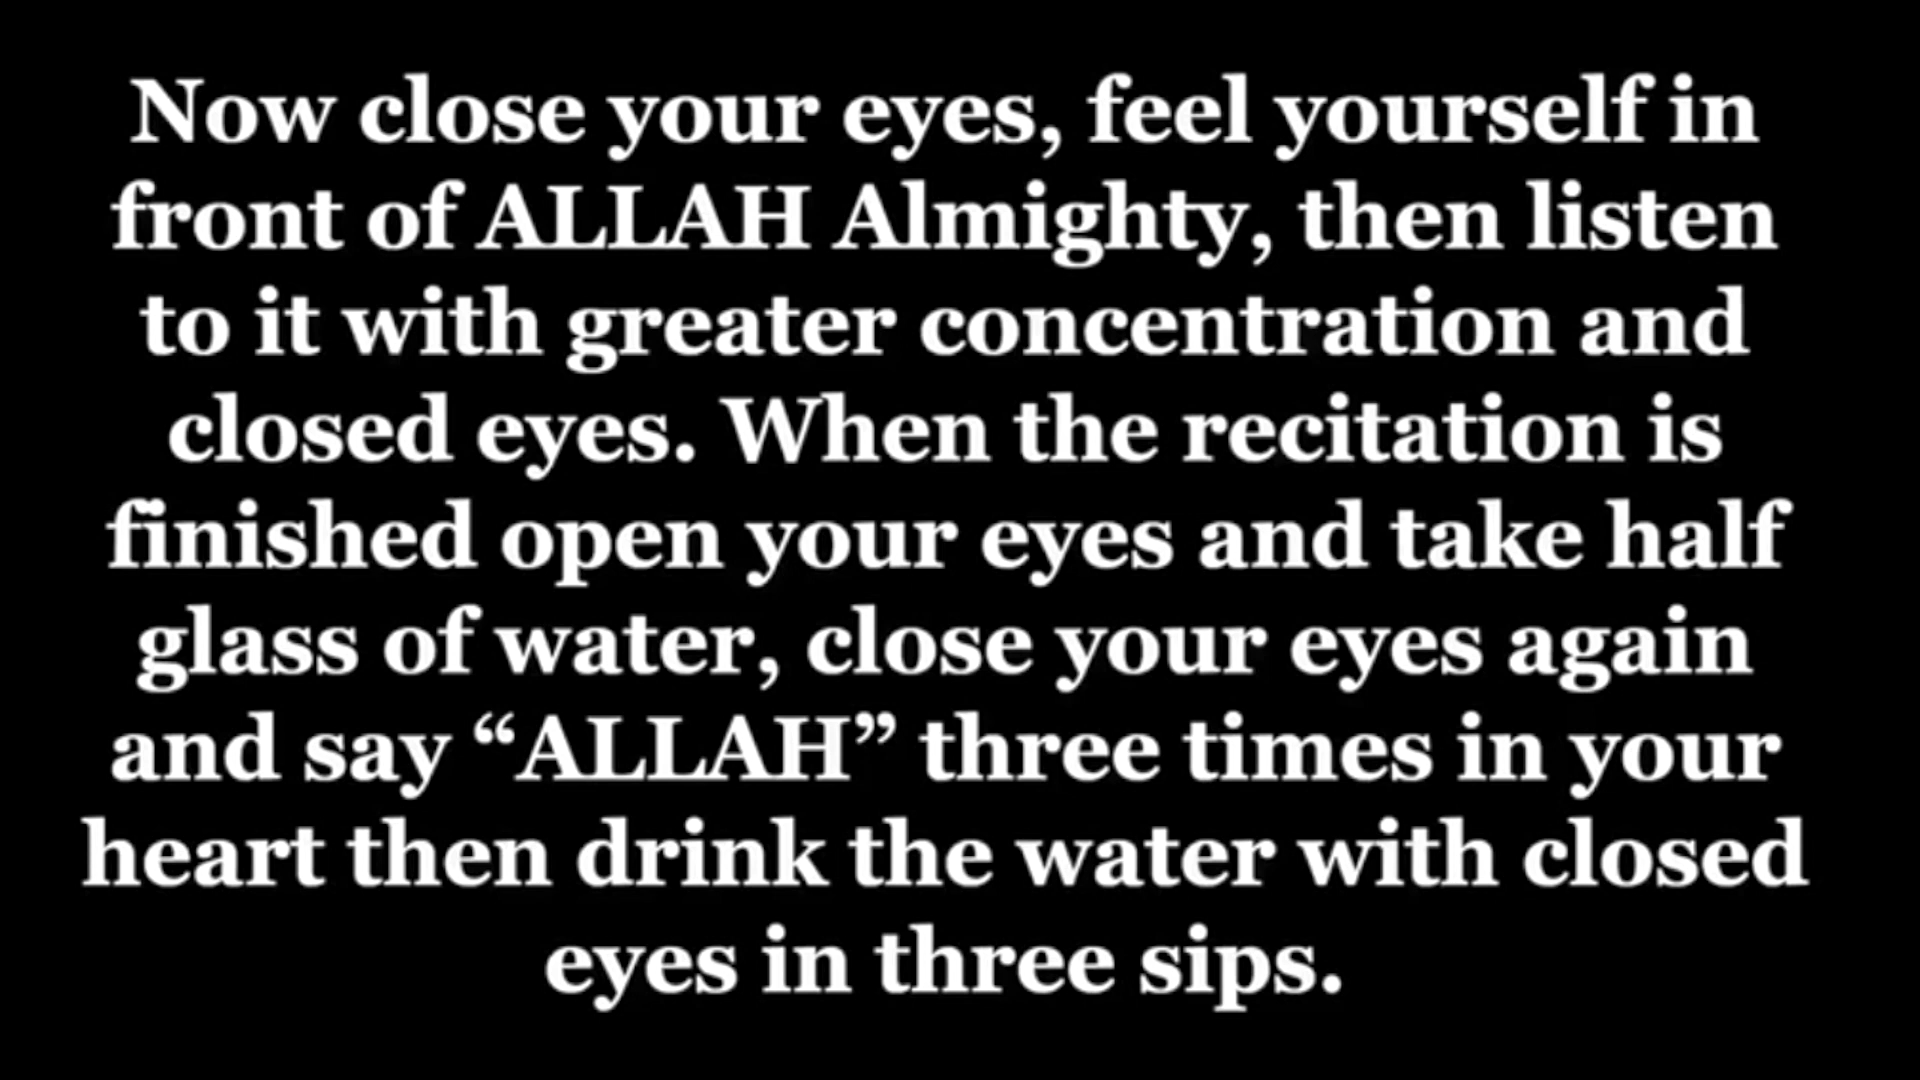 Now close your eyes, feel yourself in
front of ALLAH Almighty, then listen
to it with greater concentration and
closed eyes. When the recitation is
finished open your eyes and take half
glass of water, close your eyes again
and say “ALLAH” three times in your
heart then drink the water with closed
eyes in three sips.